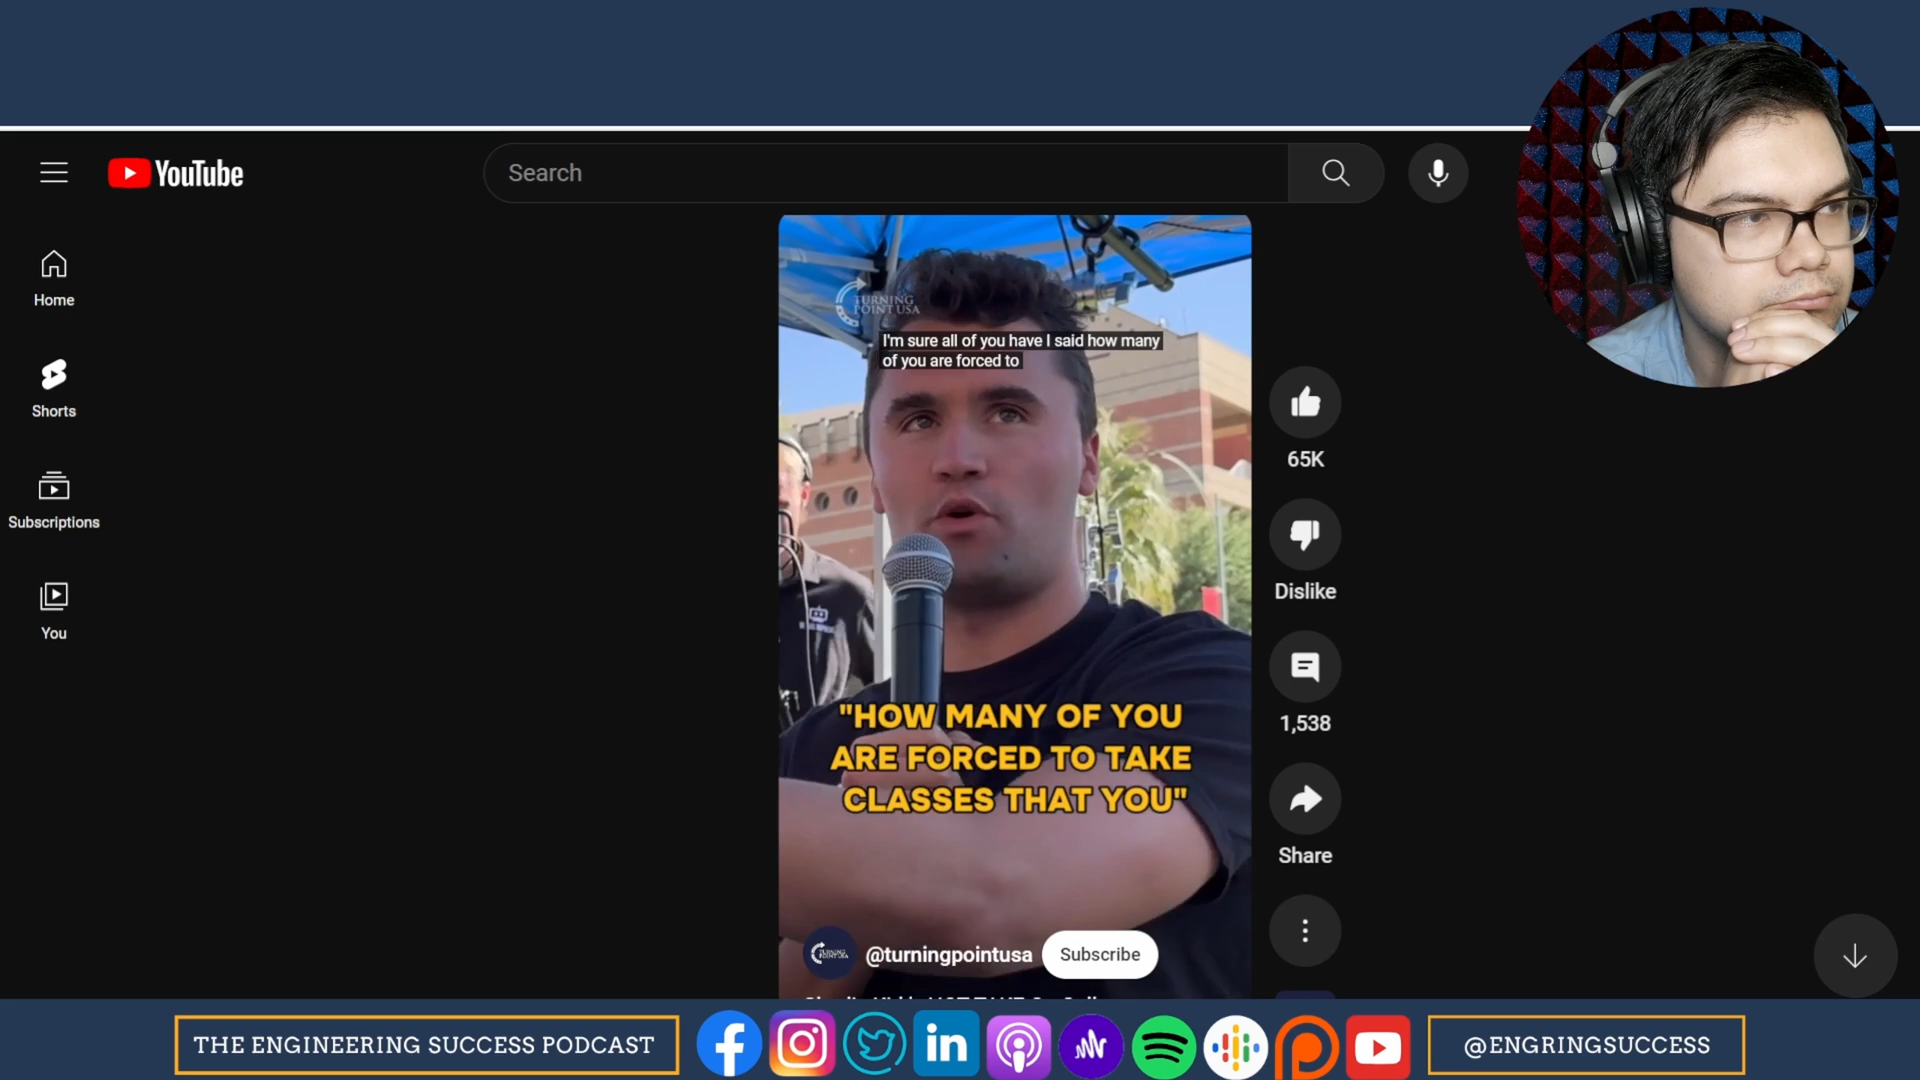 YouTube
Search
Home
Shorts
Subscriptions
You
TURNING
POINT USA
I'm sure all of you have I said how many
of you are forced to
"HOW MANY OF YOU
ARE FORCED TO TAKE
CLASSES THAT YOU"
@turningpointusa
Subscribe
65K
Dislike
1,538
Share
THE ENGINEERING SUCCESS PODCAST
in
@ENGRINGSUCCESS